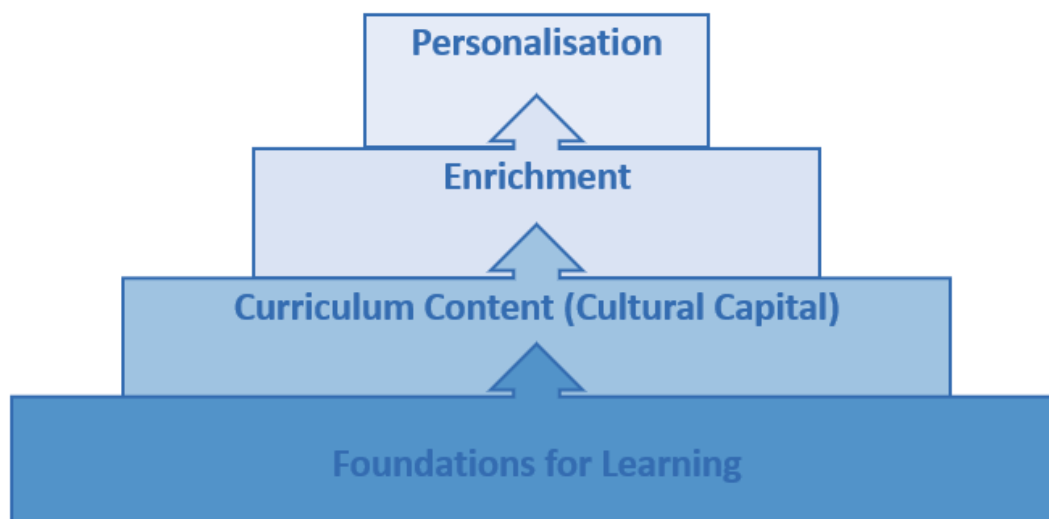 Personalisation
Enrichment
Curriculum Content (Cultural Capital)
Foundations for Learning